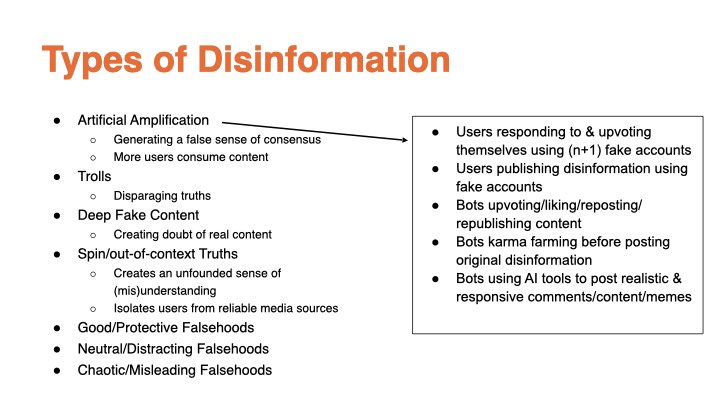 Types of Disinformation
● Artificial Amplification
○ Generating a false sense of consensus
○ More users consume content
● Trolls
○ Disparaging truths
● Deep Fake Content
○ Creating doubt of real content
● Spin/out-of-context Truths
○ Creates an unfounded sense of
(mis)understanding
○ Isolates users from reliable media sources
● Good/Protective Falsehoods
● Neutral/Distracting Falsehoods
● Chaotic/Misleading Falsehoods
● Users responding to & upvoting
themselves using (n+1) fake accounts
● Users publishing disinformation using
fake accounts
● Bots upvoting/liking/reposting/
republishing content
● Bots karma farming before posting
original disinformation
● Bots using AI tools to post realistic &
responsive comments/content/memes